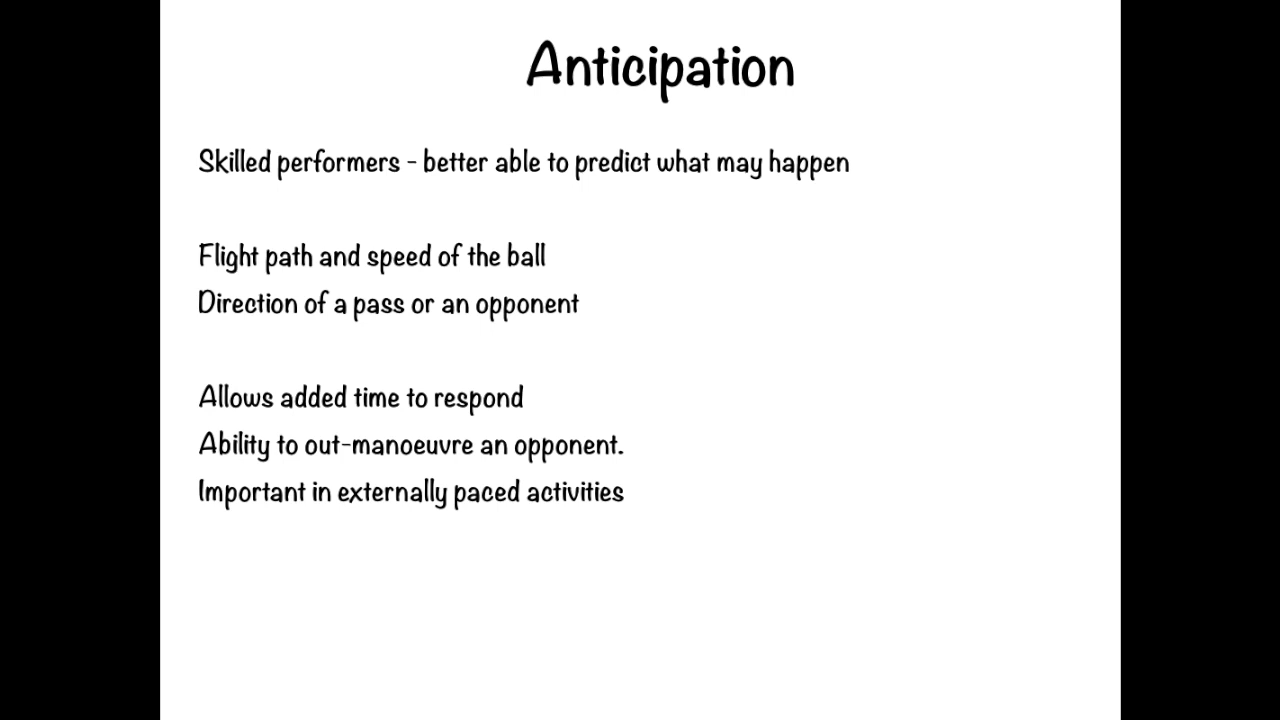 Anticipation
Skilled performers - better able to predict what may happen
Flight path and speed of the ball
Direction of a pass or an opponent
Allows added time to respond
Ability to out-manoeuvre an opponent.
Important in externally paced activities